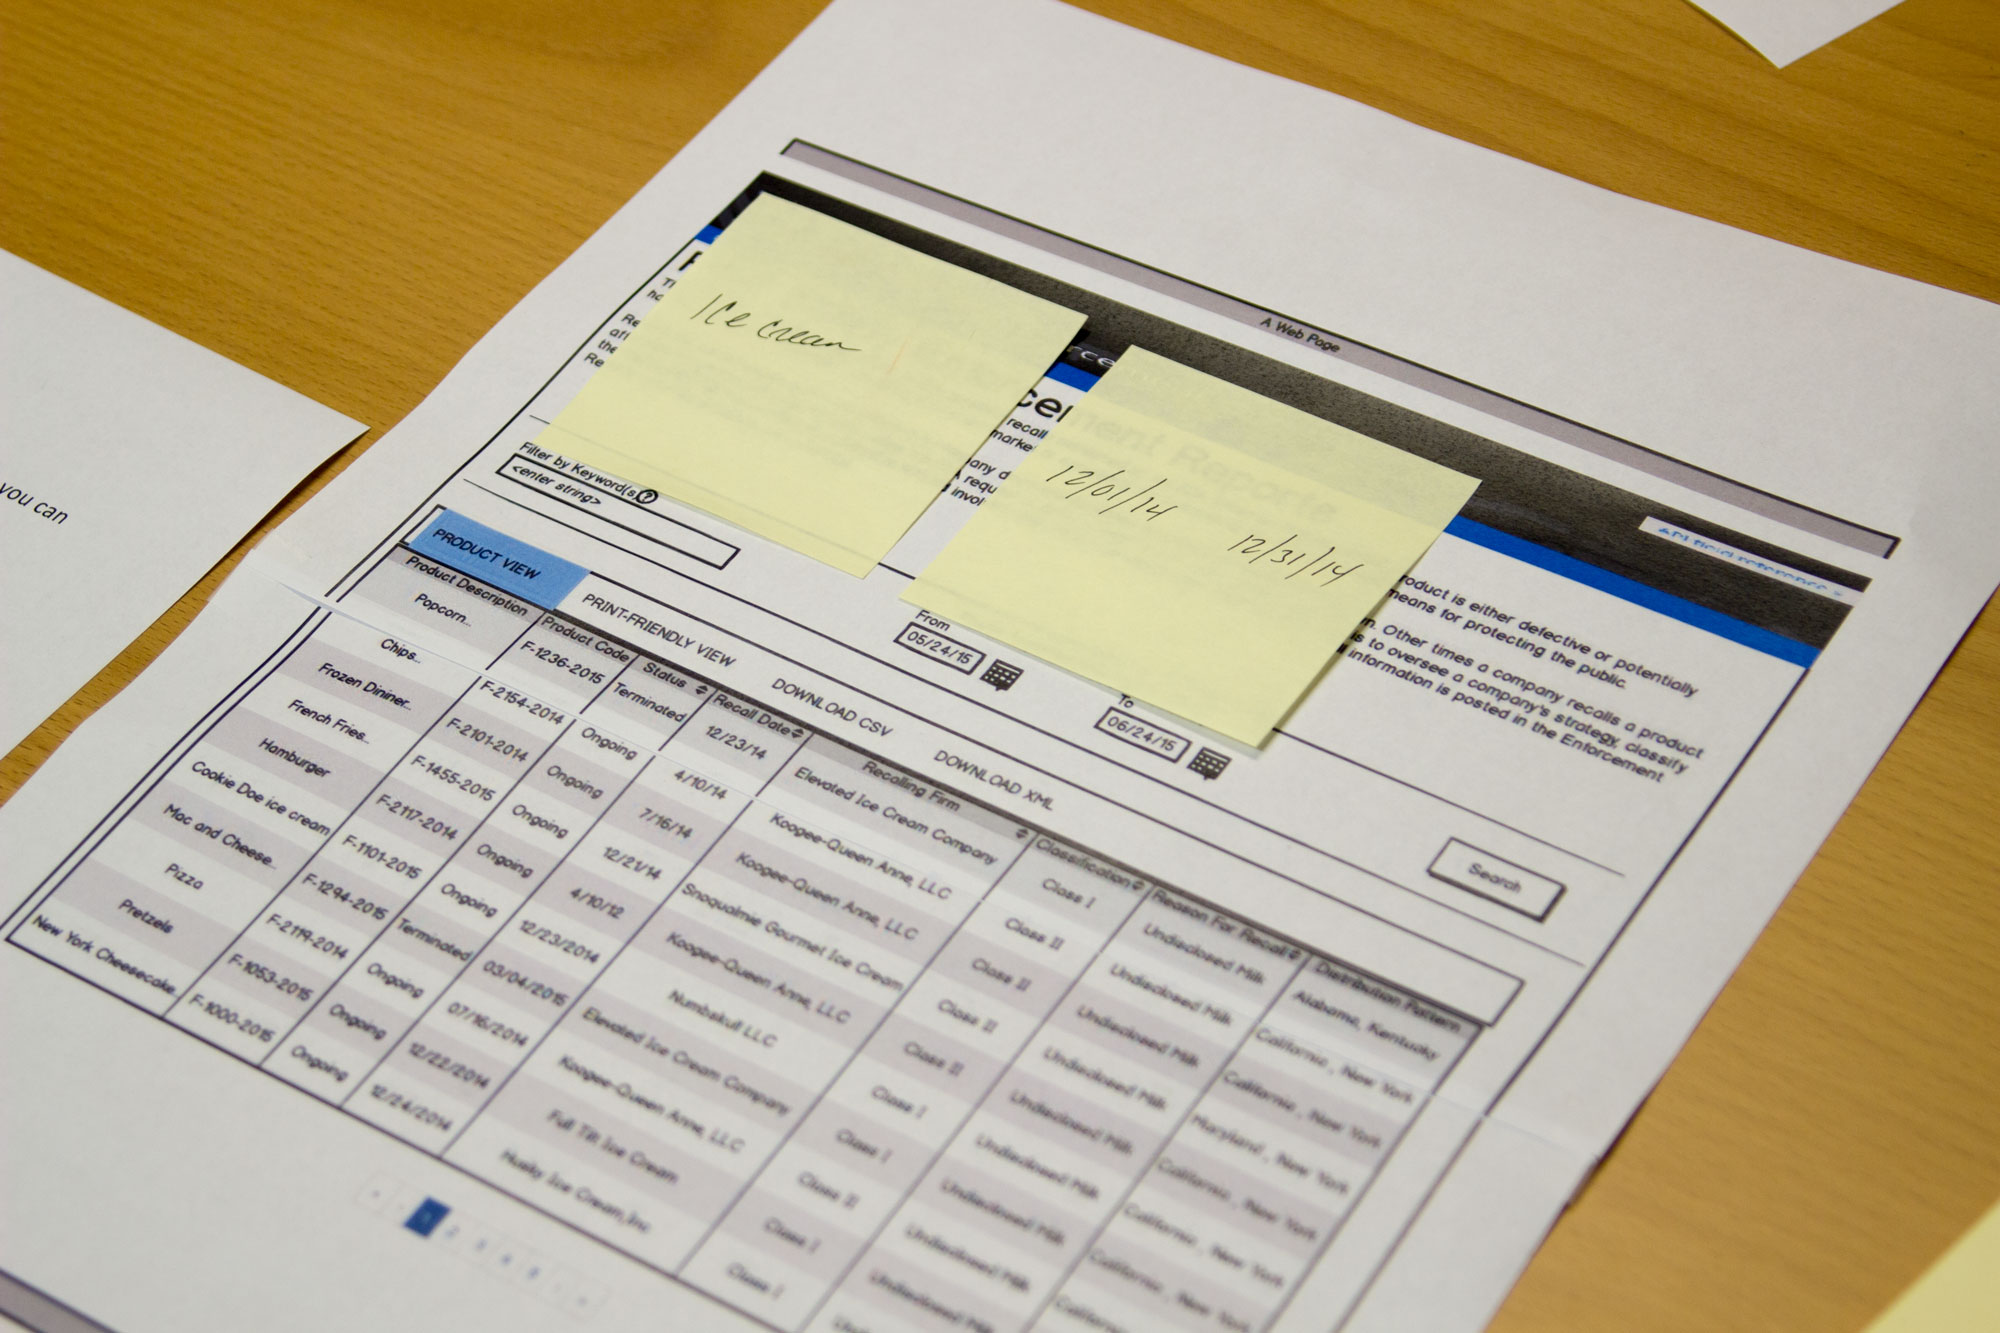 A Web Page
Ice cream
12/01/14 12/31/14
recall
any d
requ
invol
roduct is either defective or potentially
means for protecting the public.
Other times a company recalls a product
to oversee a company's strategy, classify
information is posted in the Enforcement
Filter by Keyword(s) ?
<enter string>
From
05/24/15
To
06/24/15
Search
PRODUCT VIEW PRINT-FRIENDLY VIEW DOWNLOAD CSV DOWNLOAD XML
Product Description Product Code Status Recall Date Recalling Firm Classification Reason For Recall Distribution Pattern
Popcorn... F-1236-2015 Terminated 12/23/14 Elevated Ice Cream Company Class I Undisclosed Milk Alabama, Kentucky
Chips... F-2154-2014 Ongoing 4/10/14 Koogee-Queen Anne, LLC Class II Undisclosed Milk California, New York
Frozen Dininer... F-2101-2014 Ongoing 7/16/14 Koogee-Queen Anne, LLC Class II Undisclosed Milk California, New York
French Fries... F-1455-2015 Ongoing 12/21/14 Snoqualmie Gourmet Ice Cream Class II Undisclosed Milk Maryland, New York
Hamburger F-2117-2014 Ongoing 4/10/12 Koogee-Queen Anne, LLC Class II Undisclosed Milk California, New York
Cookie Doe ice cream F-1101-2015 Ongoing 12/23/2014 Numbskull LLC Class I Undisclosed Milk California, New York
Mac and Cheese... F-1294-2015 Terminated 03/04/2015 Elevated Ice Cream Company Class I Undisclosed Milk California, New York
Pizza F-2119-2014 Ongoing 07/16/2014 Koogee-Queen Anne, LLC Class II Undisclosed Milk California
Pretzels F-1053-2015 Ongoing 12/22/2014 Full Tilt Ice Cream Class I Undisclosed Milk
New York Cheesecake... F-1000-2015 Ongoing 12/24/2014 Husky Ice Cream, Inc Class I
1 2
you can